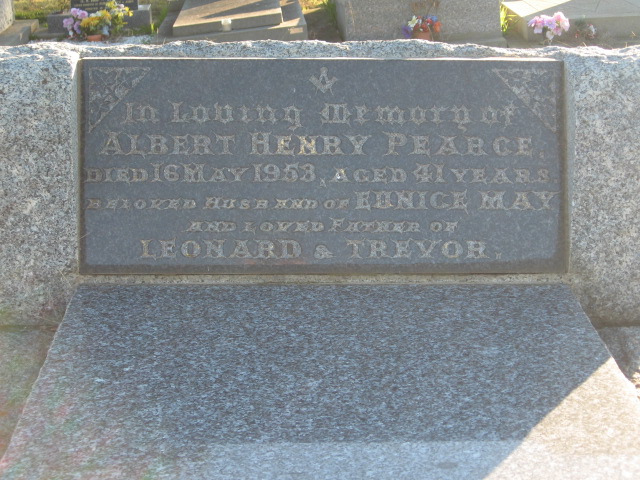 In Loving Memory of
ALBERT HENRY PEARCE,
DIED 16 MAY 1953, AGED 41 YEARS.
BELOVED HUSBAND OF EUNICE MAY
AND LOVED FATHER OF
LEONARD & TREVOR.